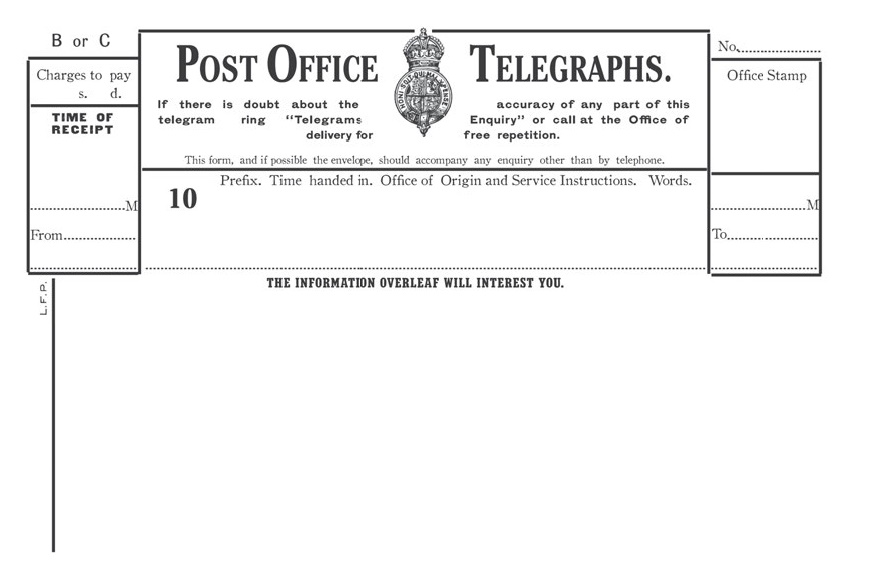 B or C
POST OFFICE TELEGRAPHS.
No.
Charges to pay
s. d.
Office Stamp
If there is doubt about the accuracy of any part of this
telegram ring "Telegrams Enquiry" or call at the Office of
delivery for free repetition.
TIME OF
RECEIPT
HONI SOIT QUI MAL Y PENSE
This form, and if possible the envelope, should accompany any enquiry other than by telephone.
Prefix. Time handed in. Office of Origin and Service Instructions. Words.
10
M
M
From
To
THE INFORMATION OVERLEAF WILL INTEREST YOU.
L.F.P.